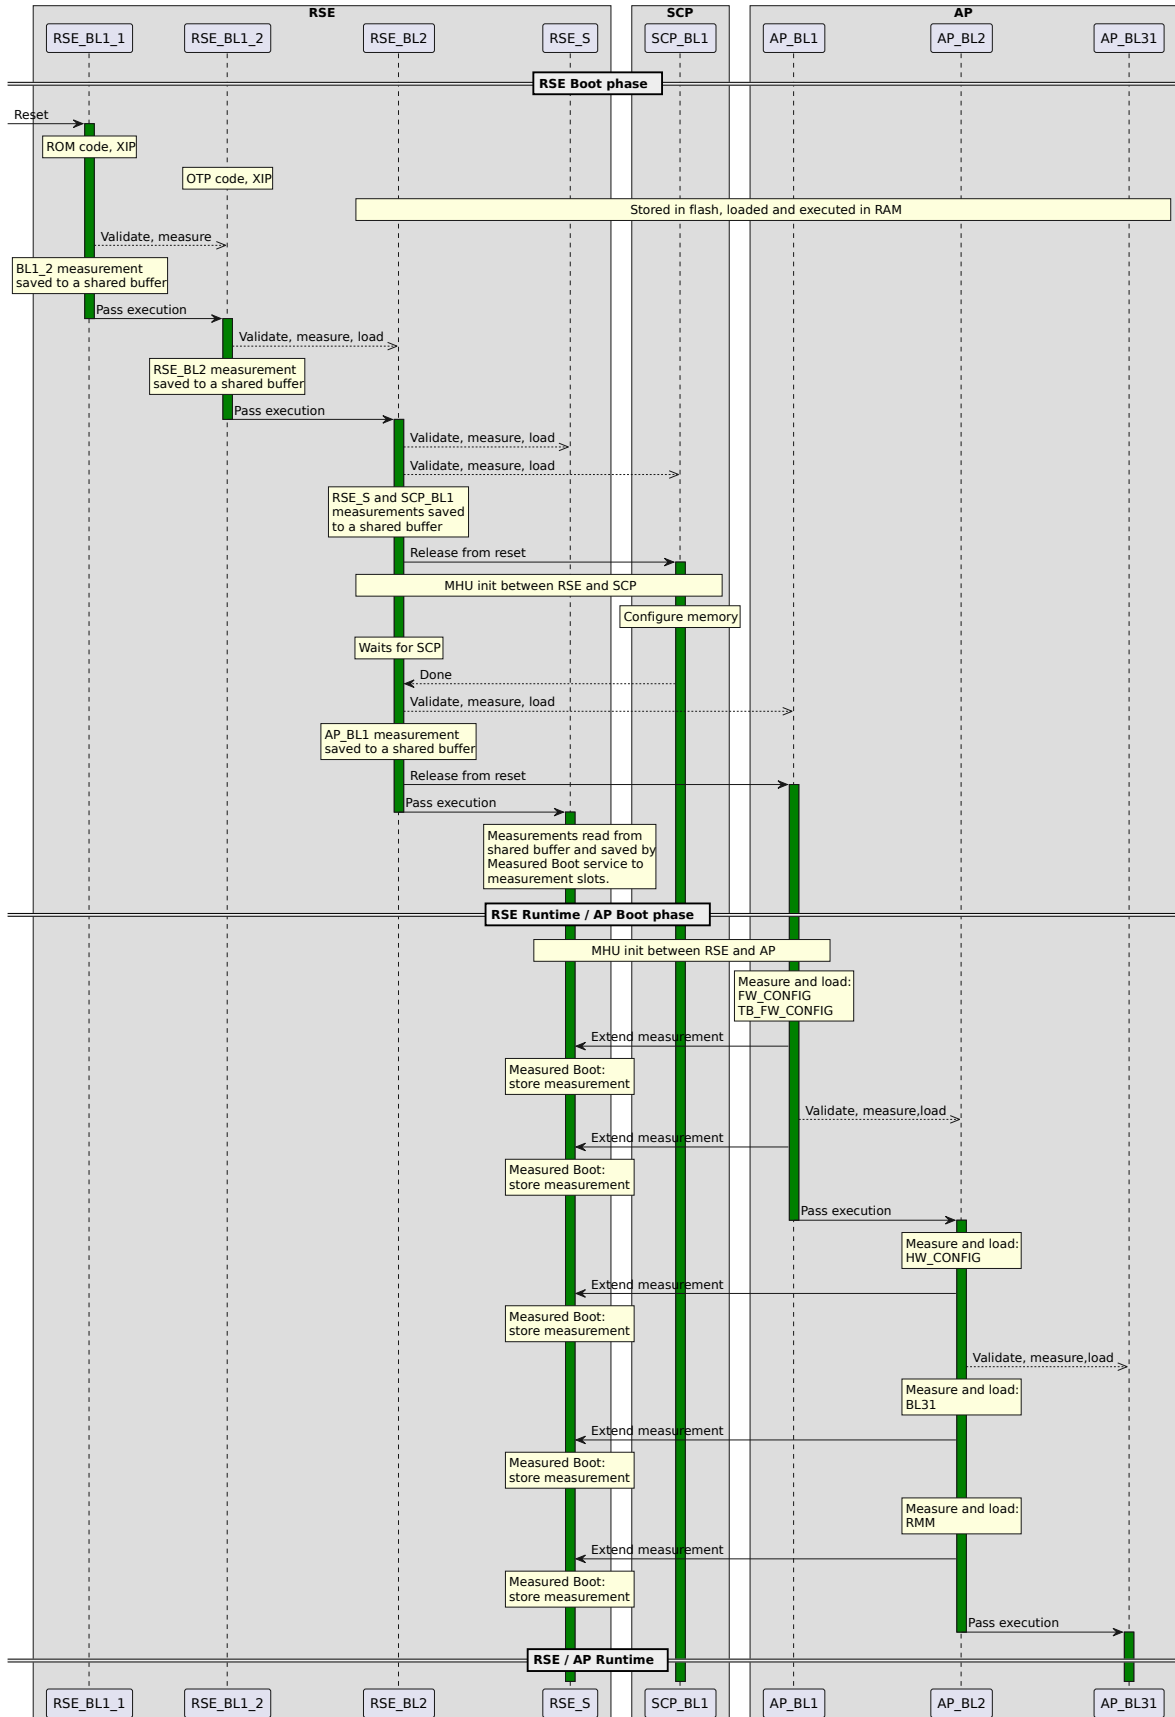 RSE
SCP
AP
RSE_BL1_1
RSE_BL1_2
RSE_BL2
RSE_S
SCP_BL1
AP_BL1
AP_BL2
AP_BL31
RSE Boot phase
Reset
ROM code, XIP
OTP code, XIP
Stored in flash, loaded and executed in RAM
Validate, measure
BL1_2 measurement
saved to a shared buffer
Pass execution
Validate, measure, load
RSE_BL2 measurement
saved to a shared buffer
Pass execution
Validate, measure, load
Validate, measure, load
RSE_S and SCP_BL1
measurements saved
to a shared buffer
Release from reset
MHU init between RSE and SCP
Configure memory
Waits for SCP
Done
Validate, measure, load
AP_BL1 measurement
saved to a shared buffer
Release from reset
Pass execution
Measurements read from
shared buffer and saved by
Measured Boot service to
measurement slots.
RSE Runtime / AP Boot phase
MHU init between RSE and AP
Measure and load:
FW_CONFIG
TB_FW_CONFIG
Extend measurement
Measured Boot:
store measurement
Validate, measure,load
Extend measurement
Measured Boot:
store measurement
Pass execution
Measure and load:
HW_CONFIG
Extend measurement
Measured Boot:
store measurement
Validate, measure,load
Measure and load:
BL31
Extend measurement
Measured Boot:
store measurement
Measure and load:
RMM
Extend measurement
Measured Boot:
store measurement
Pass execution
RSE / AP Runtime
RSE_BL1_1
RSE_BL1_2
RSE_BL2
RSE_S
SCP_BL1
AP_BL1
AP_BL2
AP_BL31